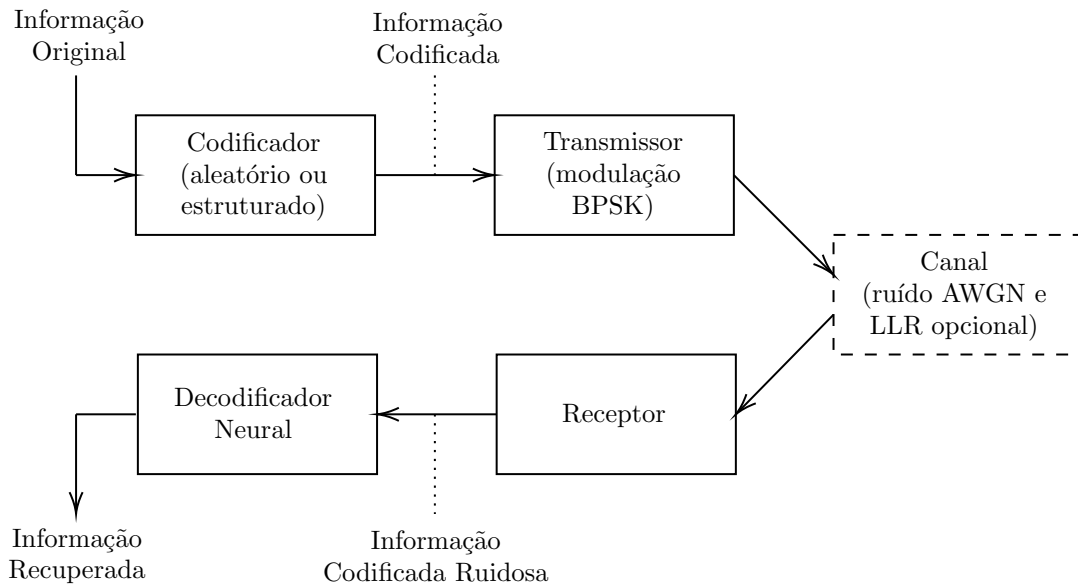 Informação
Original
Informação
Codificada
Codificador
(aleatório ou
estruturado)
Transmissor
(modulação
BPSK)
Canal
(ruído AWGN e
LLR opcional)
Receptor
Decodificador
Neural
Informação
Codificada Ruidosa
Informação
Recuperada